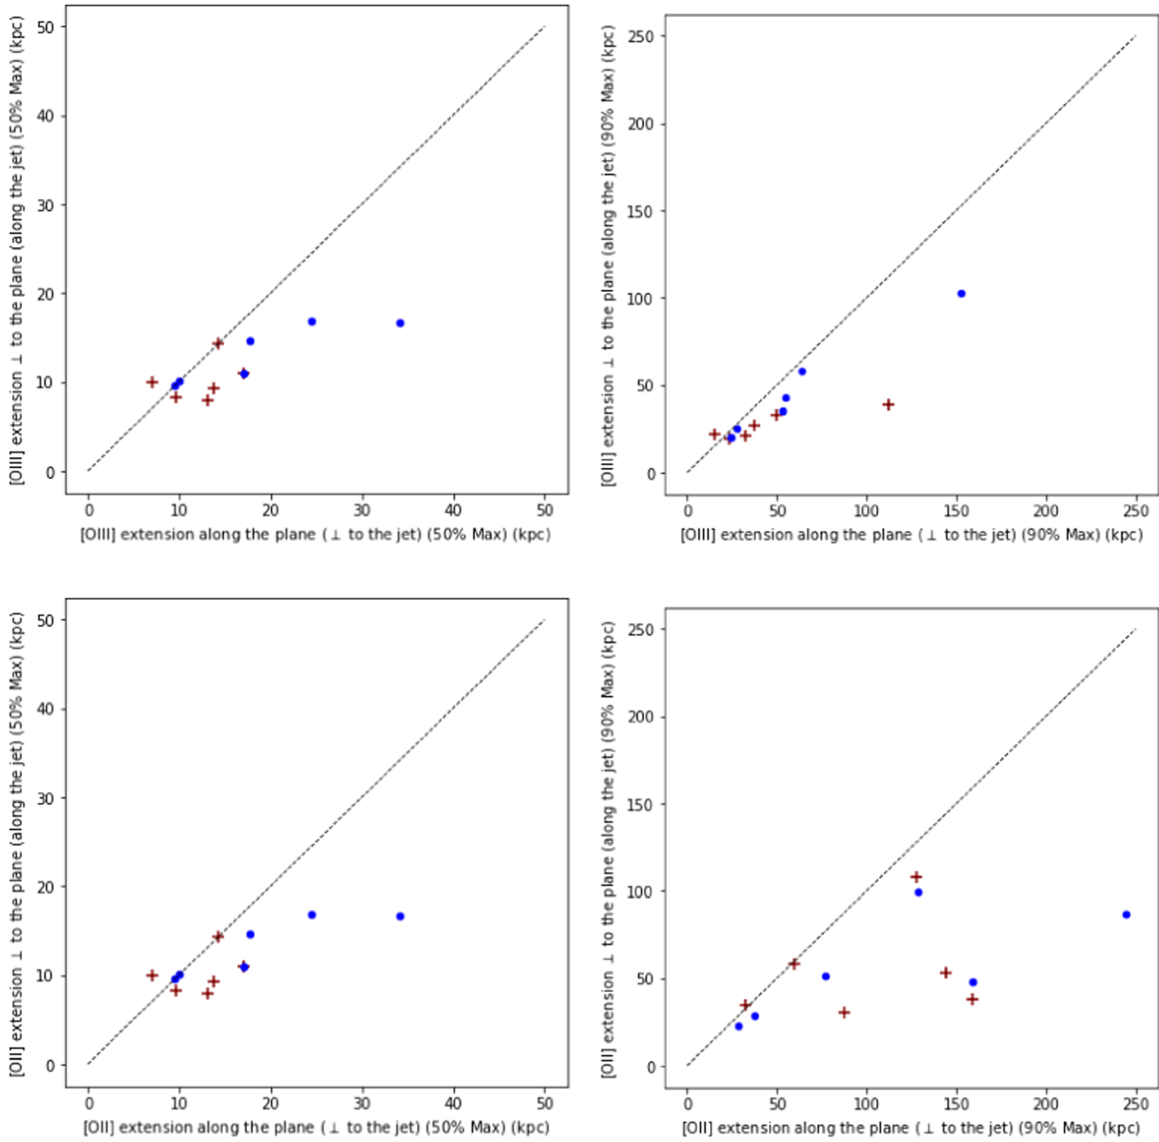 [OIII] extension ⊥ to the plane (along the jet) (50% Max) (kpc)
50
40
30
20
10
0
0 10 20 30 40 50
[OIII] extension along the plane (⊥ to the jet) (50% Max) (kpc)
[OIII] extension ⊥ to the plane (along the jet) (90% Max) (kpc)
250
200
150
100
50
0
0 50 100 150 200 250
[OIII] extension along the plane (⊥ to the jet) (90% Max) (kpc)
[OII] extension ⊥ to the plane (along the jet) (50% Max) (kpc)
50
40
30
20
10
0
0 10 20 30 40 50
[OII] extension along the plane (⊥ to the jet) (50% Max) (kpc)
[OII] extension ⊥ to the plane (along the jet) (90% Max) (kpc)
250
200
150
100
50
0
0 50 100 150 200 250
[OII] extension along the plane (⊥ to the jet) (90% Max) (kpc)